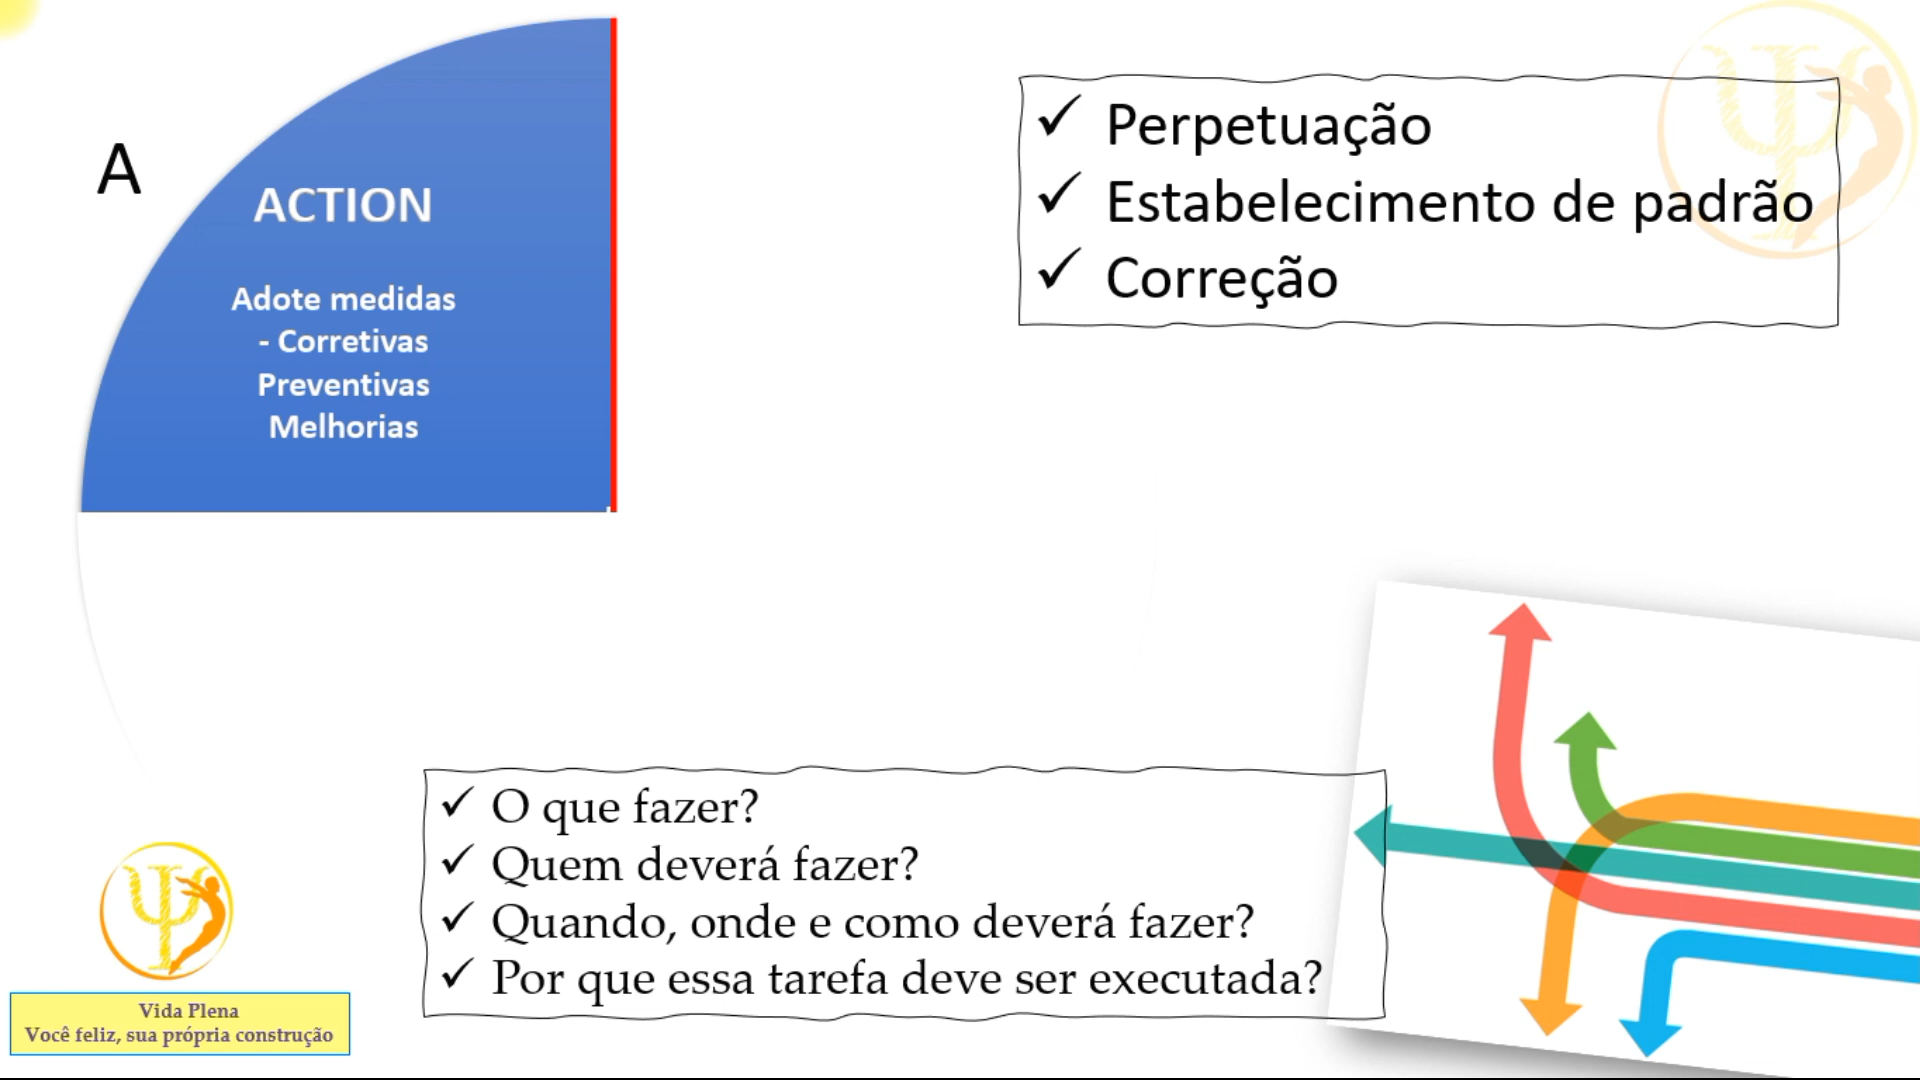 A
ACTION
Adote medidas
- Corretivas
Preventivas
Melhorias
✓ Perpetuação
✓ Estabelecimento de padrão
✓ Correção
✓ O que fazer?
✓ Quem deverá fazer?
✓ Quando, onde e como deverá fazer?
✓ Por que essa tarefa deve ser executada?
Vida Plena
Você feliz, sua própria construção